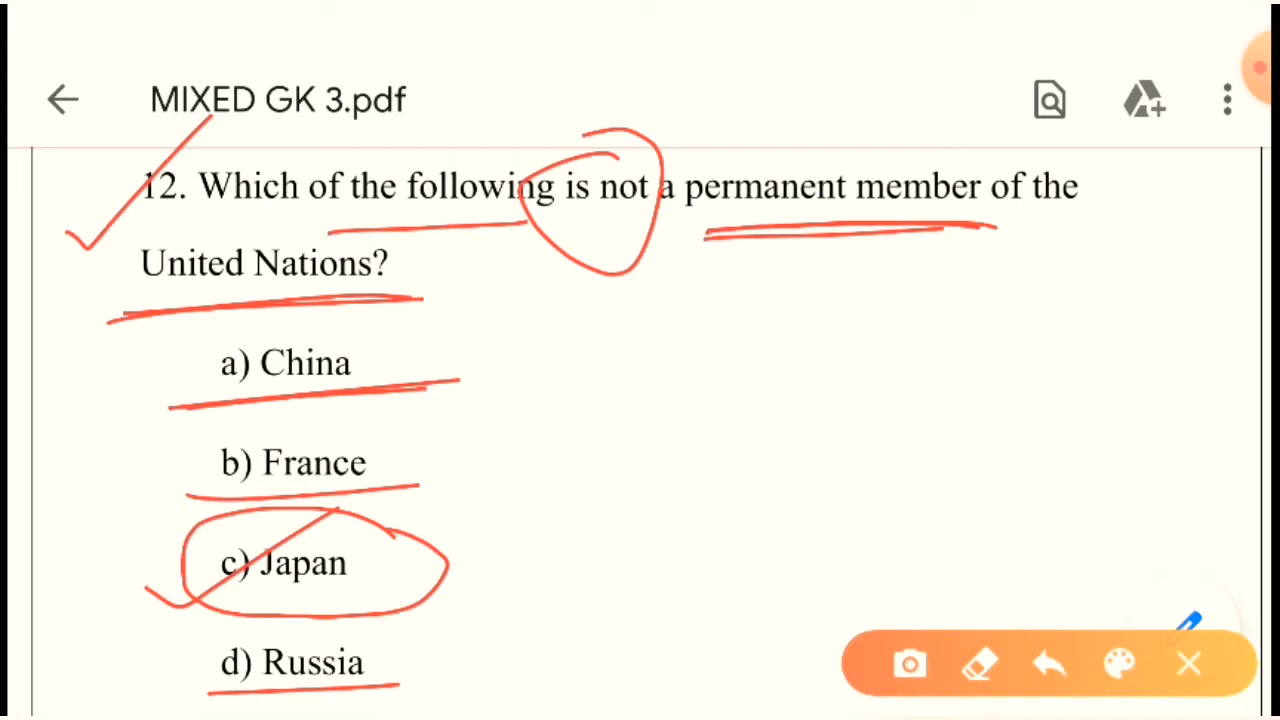 MIXED GK 3.pdf
12. Which of the following is not a permanent member of the
United Nations?
a) China
b) France
c) Japan
d) Russia